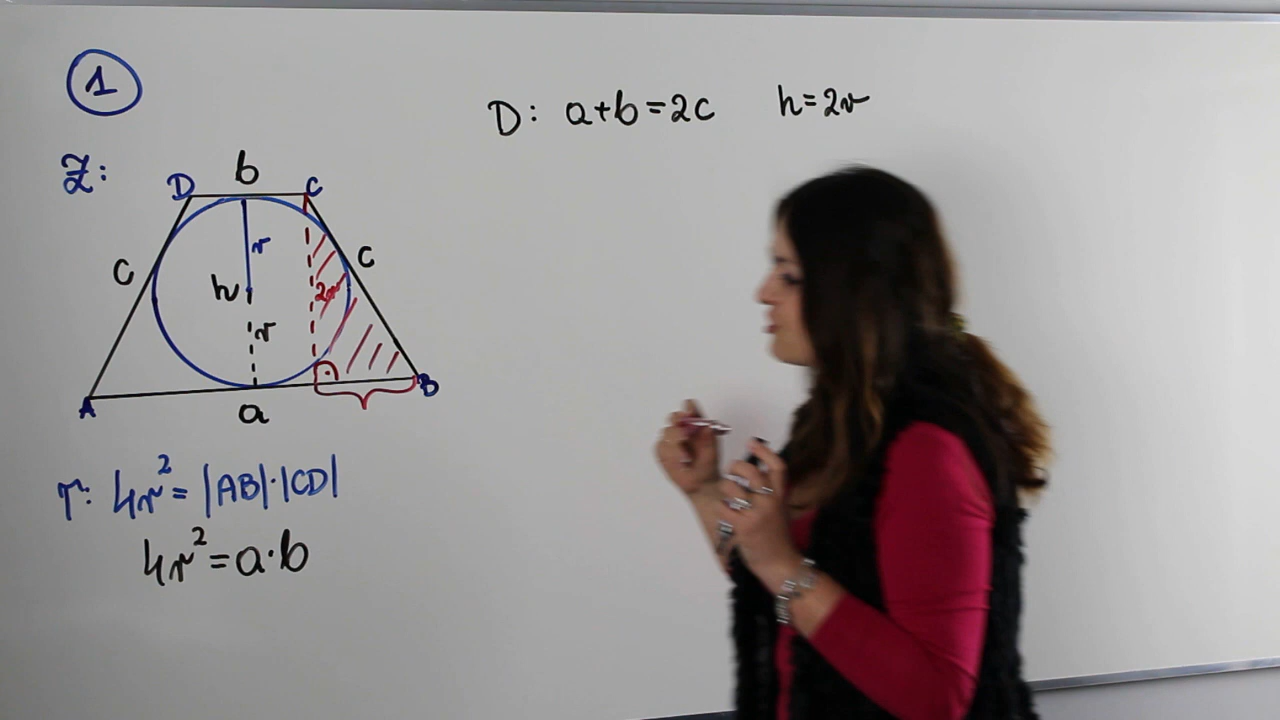 1
D: a+b=2c h=2r
Z:
b
D C
C C
r
h 2r
r
A a B
T: 4r²=|AB|·|CD|
4r²=a·b